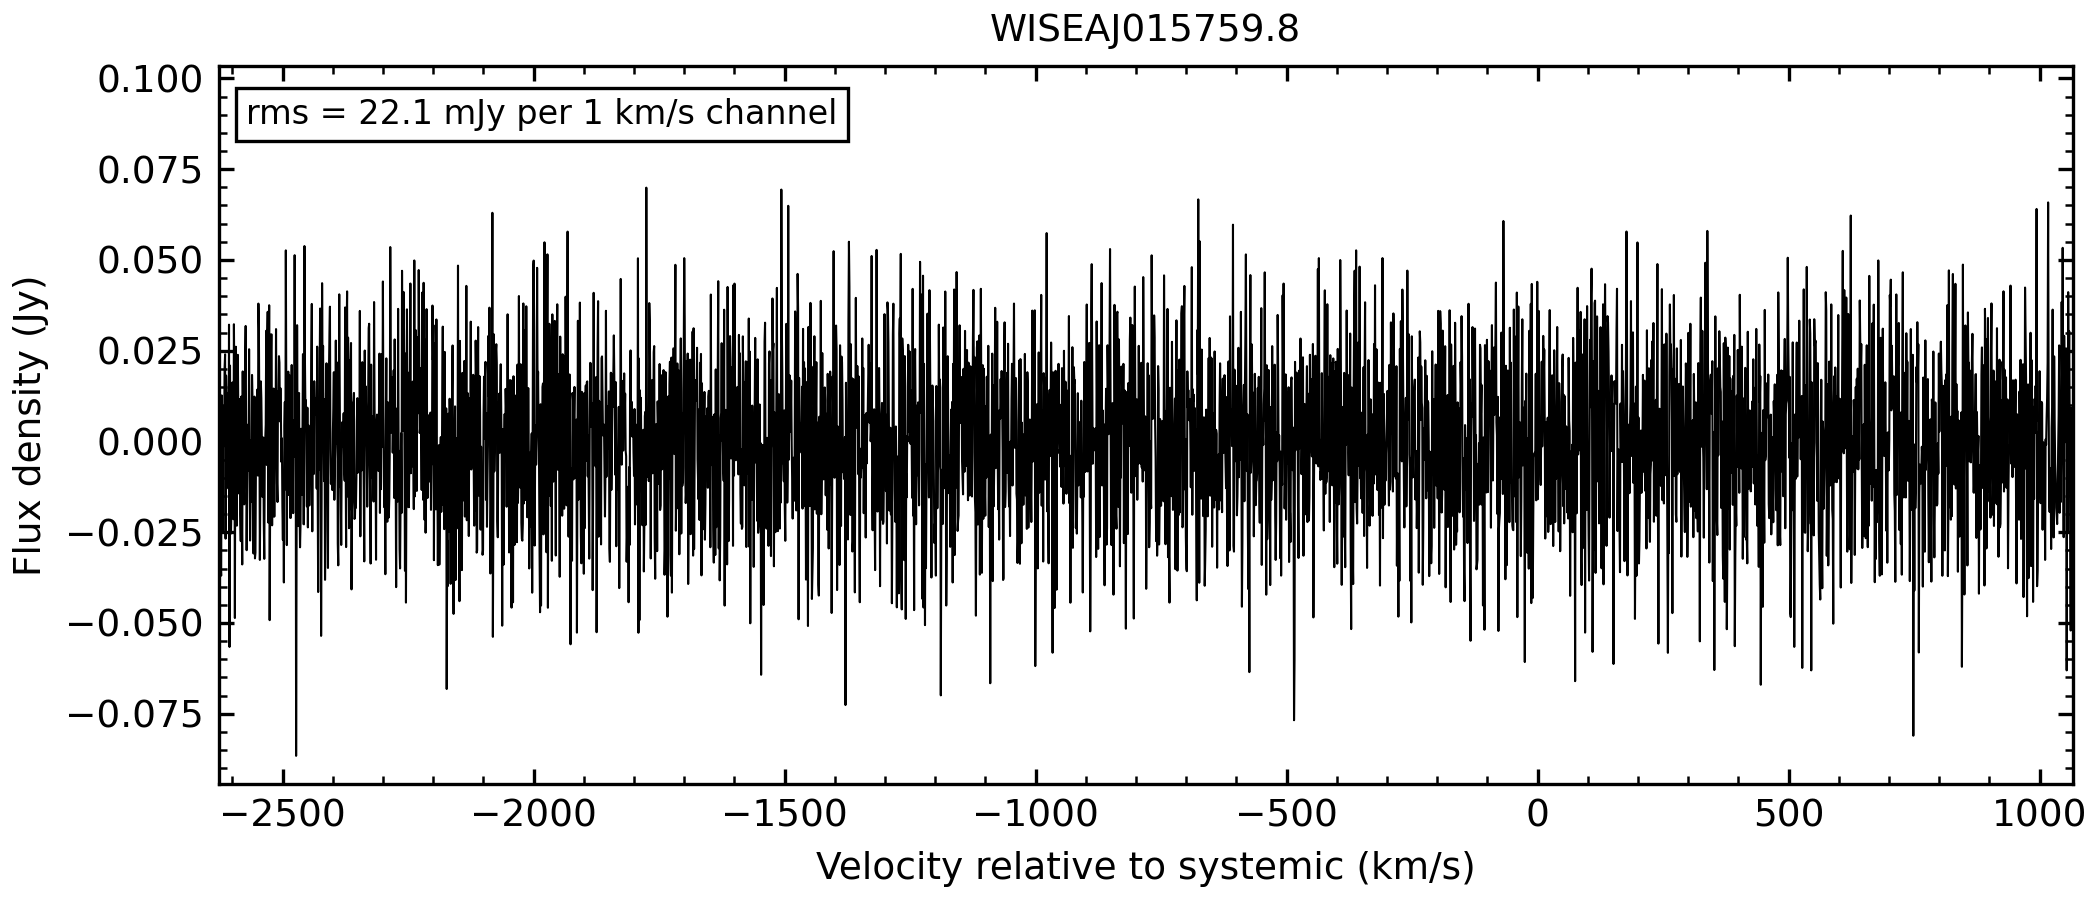 WISEAJ015759.8
rms = 22.1 mJy per 1 km/s channel
0.100
0.075
0.050
0.025
0.000
−0.025
−0.050
−0.075
Flux density (Jy)
−2500 −2000 −1500 −1000 −500 0 500 1000
Velocity relative to systemic (km/s)